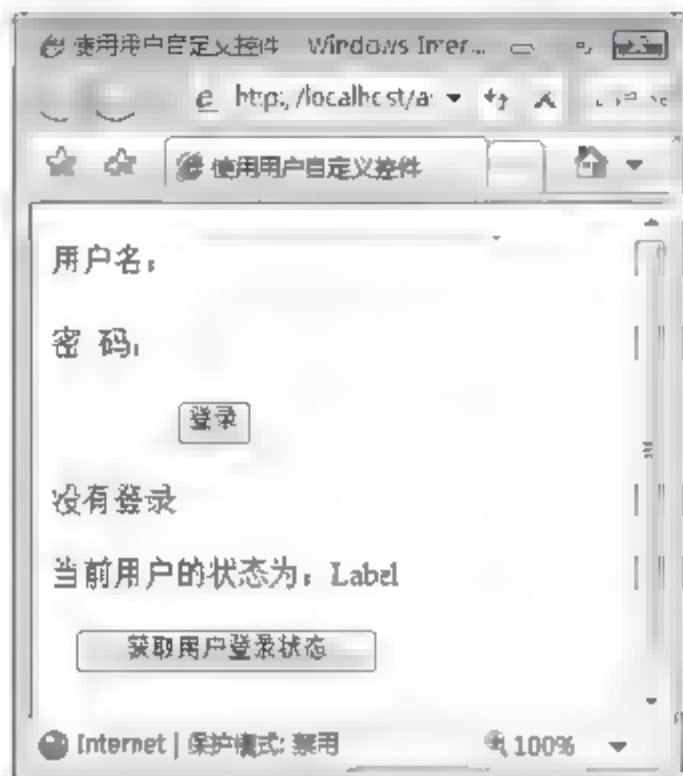 使用用户自定义控件 Windows Inter...
http://localhost/a
使用用户自定义控件
用户名：
密 码：
登录
没有登录
当前用户的状态为：Label
获取用户登录状态
Internet | 保护模式: 禁用 100%